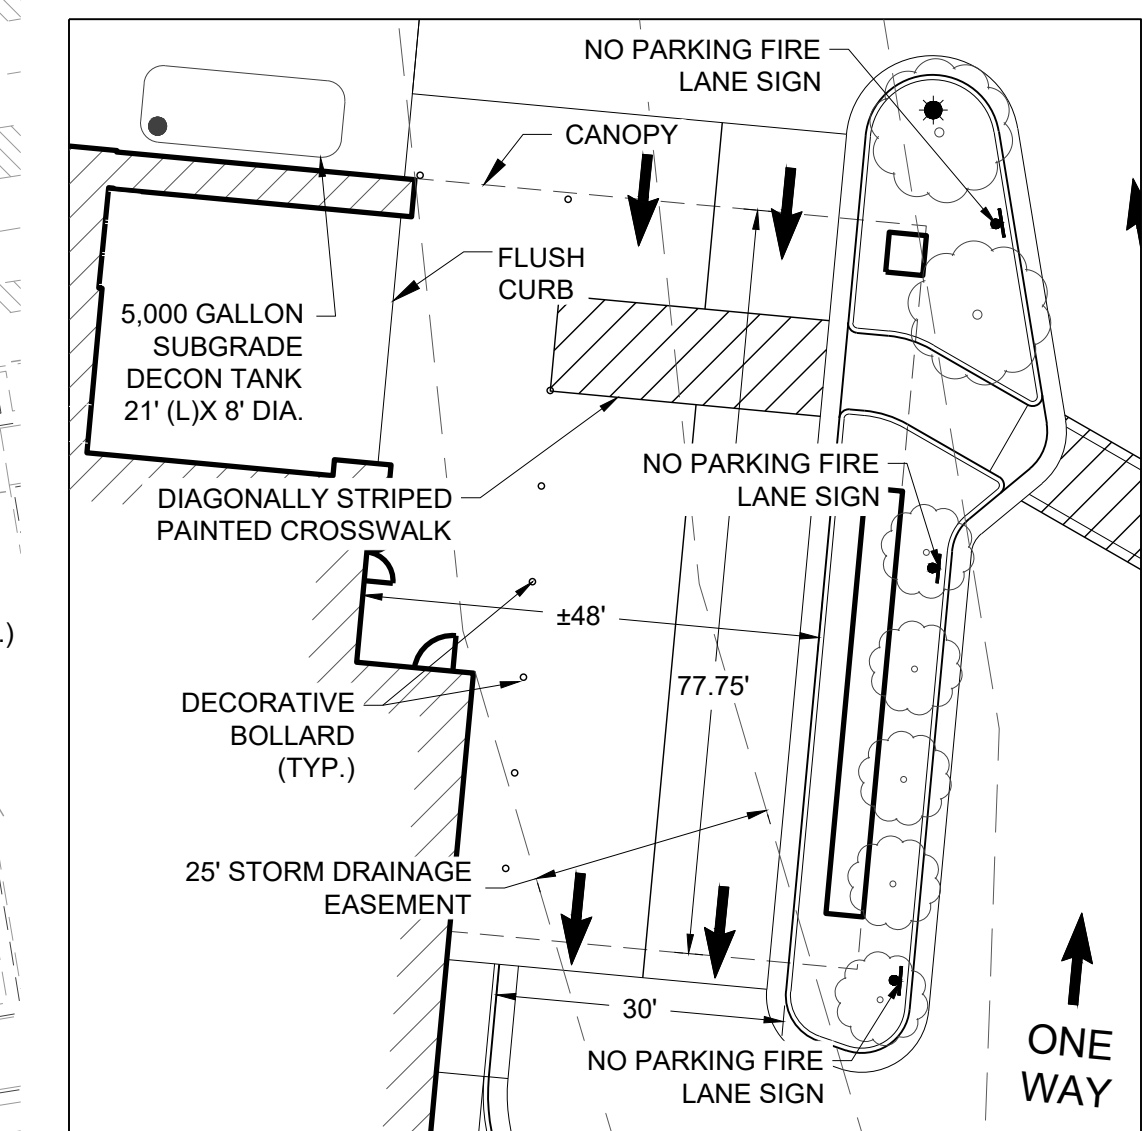 NO PARKING FIRE
LANE SIGN
CANOPY
FLUSH
CURB
5,000 GALLON
SUBGRADE
DECON TANK
21' (L)X 8' DIA.
NO PARKING FIRE
LANE SIGN
DIAGONALLY STRIPED
PAINTED CROSSWALK
±48'
.)
77.75'
DECORATIVE
BOLLARD
(TYP.)
25' STORM DRAINAGE
EASEMENT
30'
NO PARKING FIRE
LANE SIGN
ONE
WAY